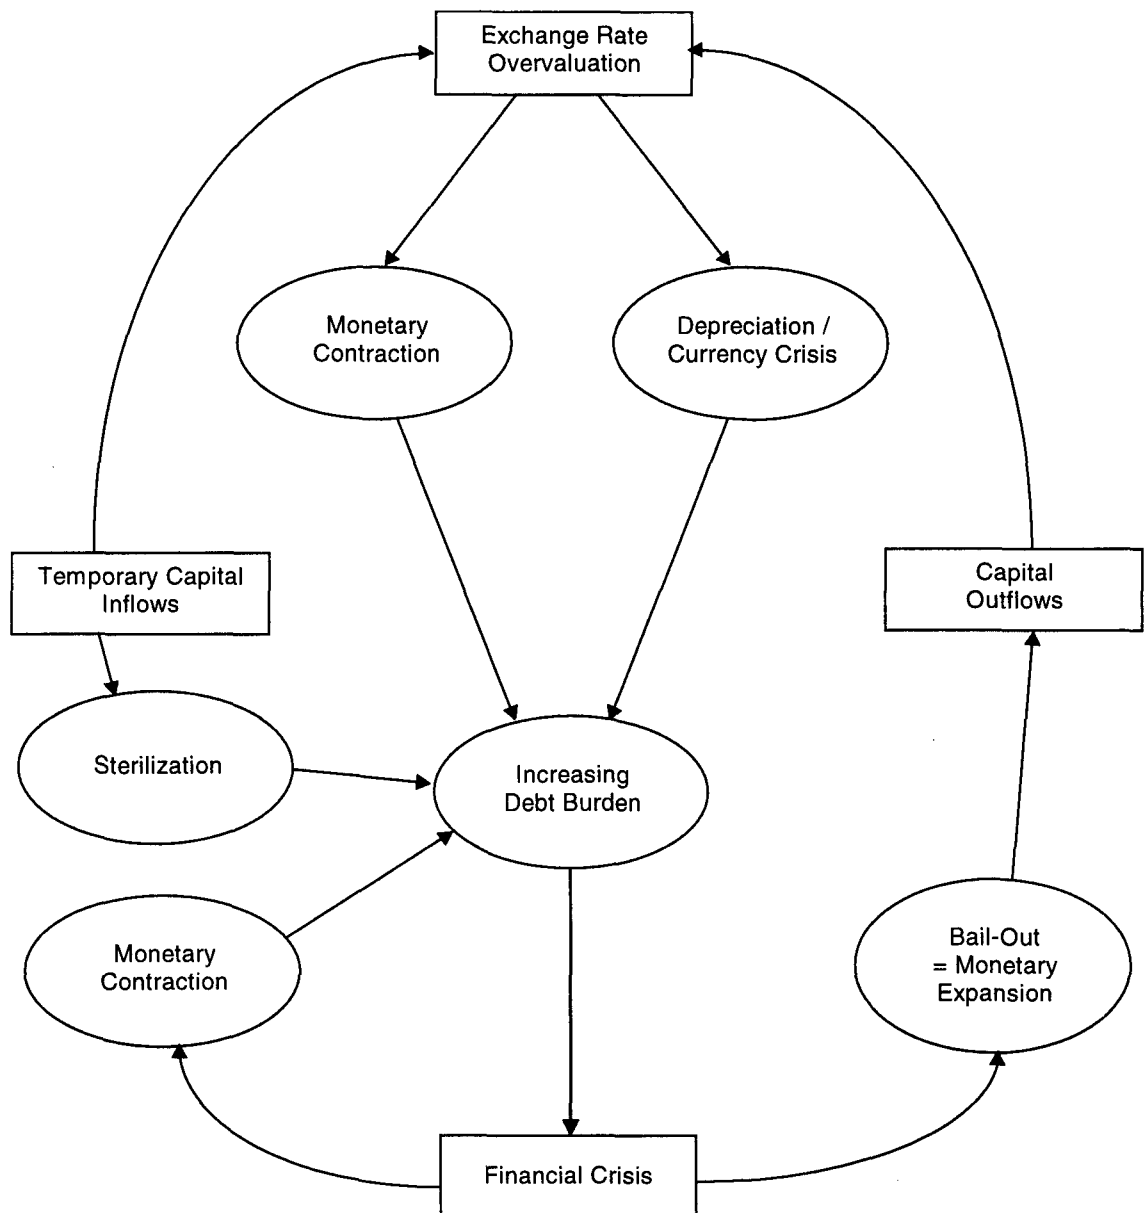 Exchange Rate
Overvaluation
Monetary
Contraction
Depreciation /
Currency Crisis
Temporary Capital
Inflows
Capital
Outflows
Sterilization
Increasing
Debt Burden
Monetary
Contraction
Bail-Out
= Monetary
Expansion
Financial Crisis